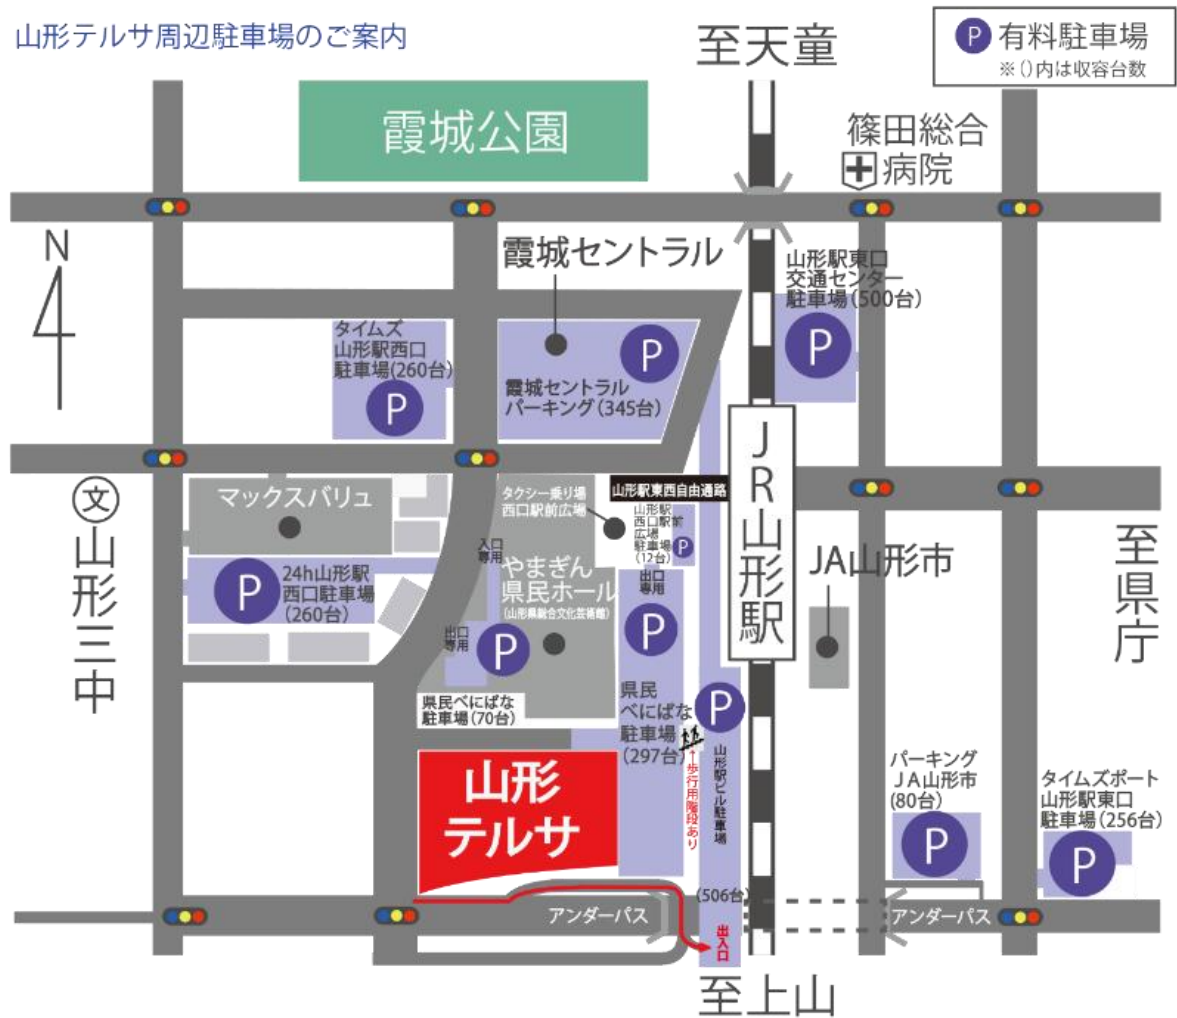 山形テルサ周辺駐車場のご案内
至天童
P 有料駐車場
※()内は収容台数
霞城公園
篠田総合
病院
N
霞城セントラル
山形駅東口
交通センター
駐車場(500台)
P
タイムズ
山形駅西口
駐車場(260台)
P
P
霞城セントラル
パーキング(345台)
JR山形駅
文
山形三中
マックスバリュ
タクシー乗り場
西口駅前広場
山形駅東西自由通路
山形駅
西口駅前
広場
駐車場
(12台)
P
入口
専用
やまぎん
県民ホール
(山形県総合文化芸術館)
出口
専用
P
24h山形駅
西口駐車場
(260台)
P
出口
専用
P
県民べにばな
駐車場(70台)
県民
べにばな
駐車場
(297台)
P
山形駅ビル駐車場
(506台)
↑歩行用階段あり
JA山形市
至県庁
山形
テルサ
パーキング
JA山形市
(80台)
P
タイムズポート
山形駅東口
駐車場(256台)
P
アンダーパス
アンダーパス
出入口
至上山